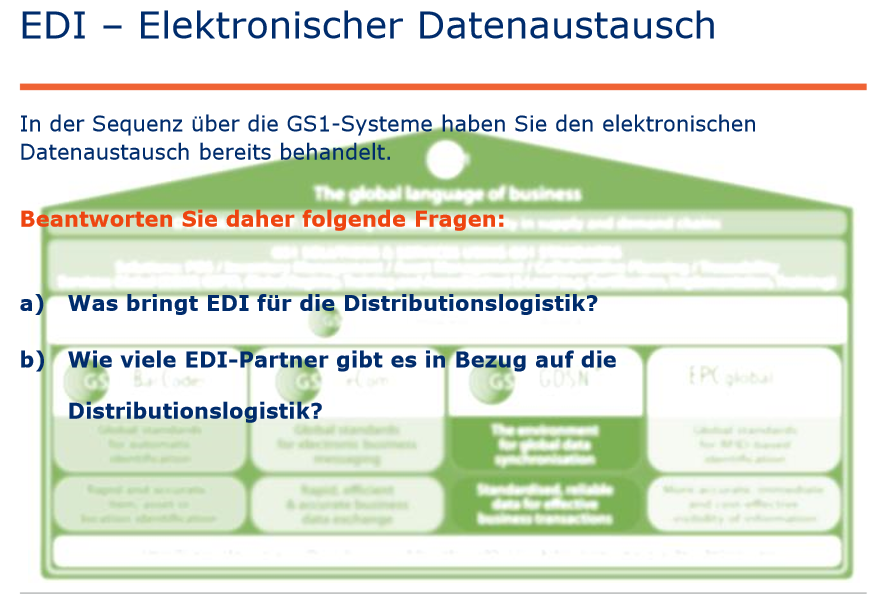 EDI – Elektronischer Datenaustausch
In der Sequenz über die GS1-Systeme haben Sie den elektronischen
Datenaustausch bereits behandelt.
The global language of business
Beantworten Sie daher folgende Fragen:
in supply and demand chains
a) Was bringt EDI für die Distributionslogistik?
b) Wie viele EDI-Partner gibt es in Bezug auf die
Distributionslogistik?
GS1 BarCodes
GS1 eCom
GS1 GDSN
EPCglobal
Global standards
for automatic
identification
Global standards
for electronic business
messaging
The environment
for global data
synchronisation
Global standards
for RFID-based
identification
Rapid and accurate
item, asset or
location identification
Rapid, efficient
& accurate business
data exchange
Standardised, reliable
data for effective
business transactions
More accurate, immediate
and cost effective
visibility of information